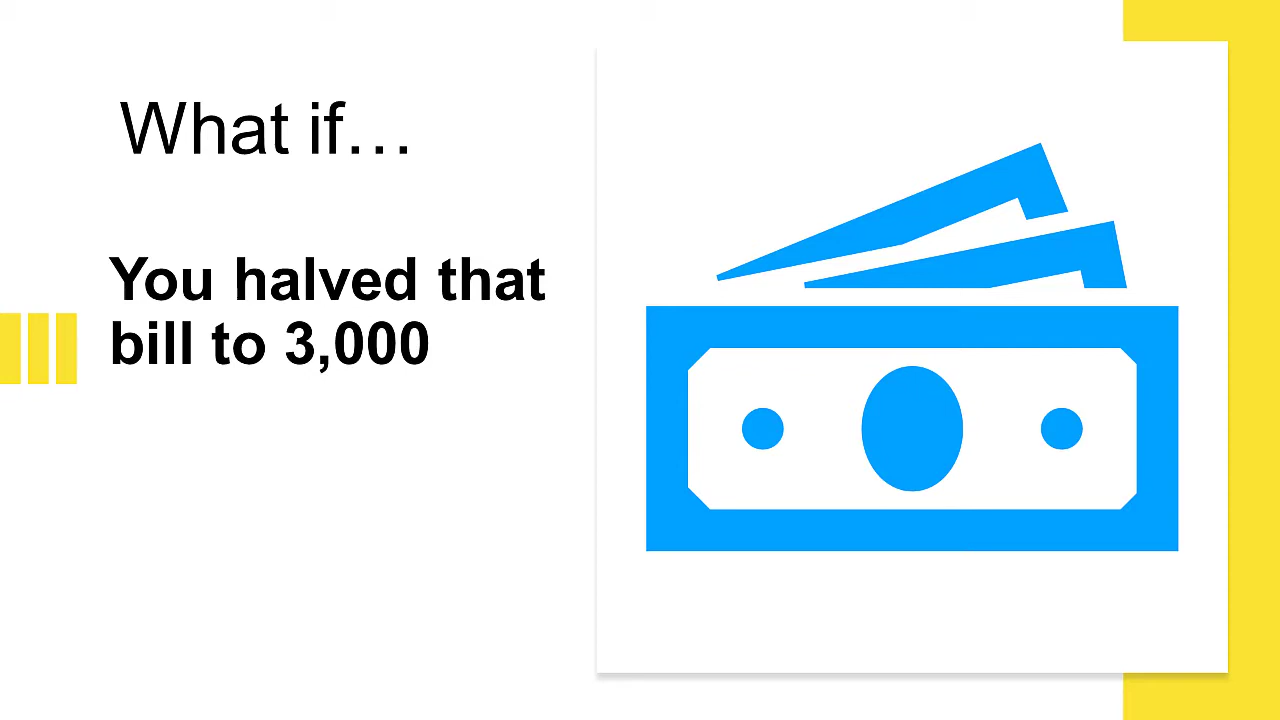 What if…
You halved that
bill to 3,000